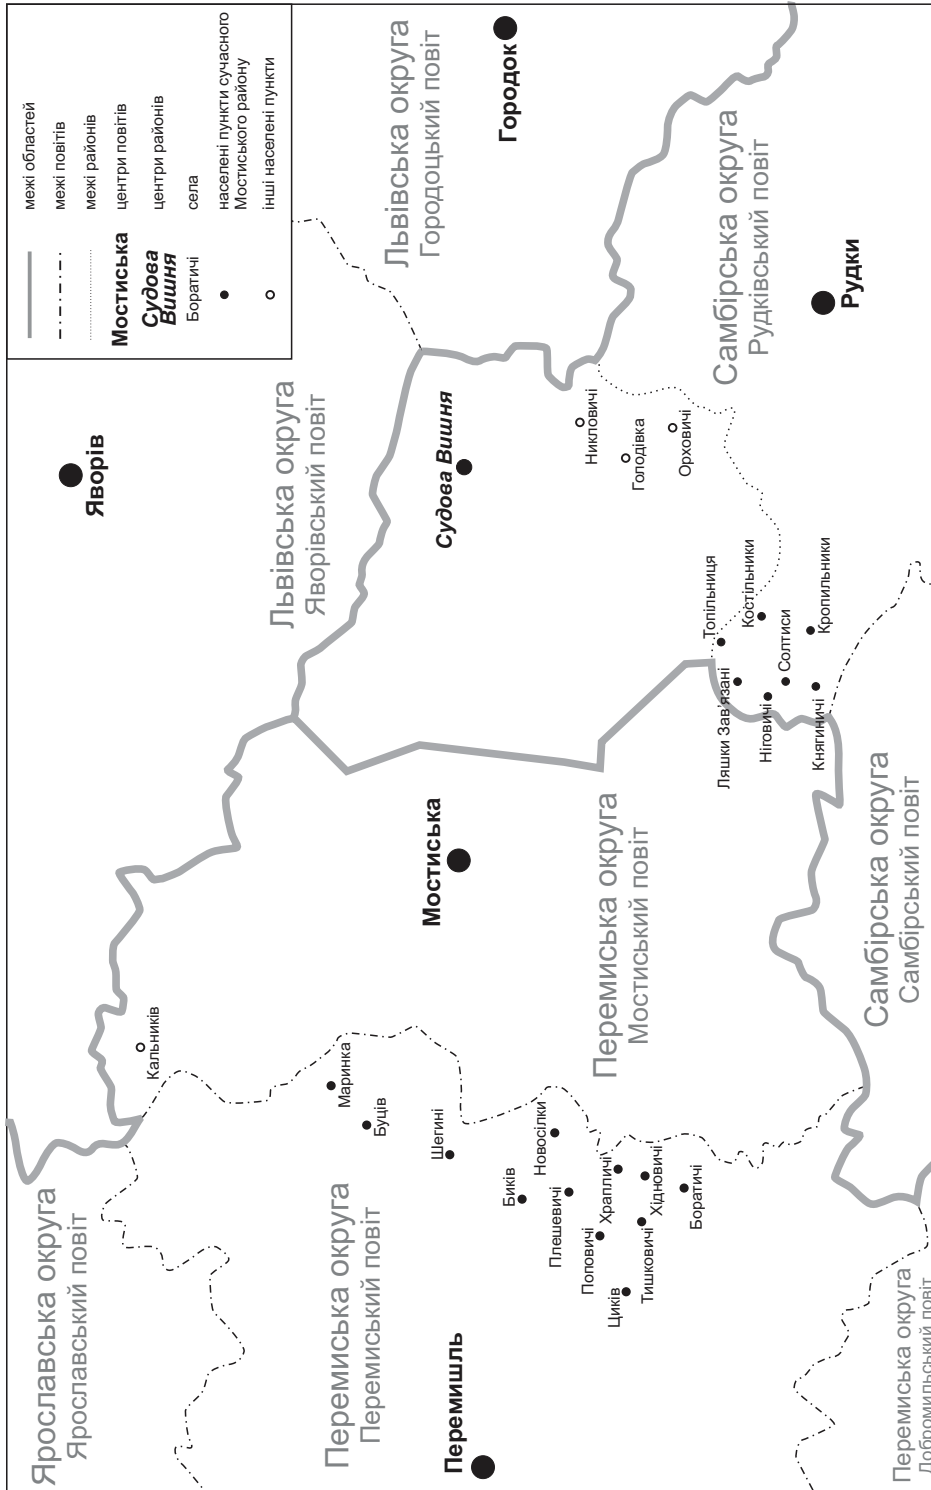 межі областей
межі повітів
межі районів
Мостиська
центри повітів
Судова
Вишня
центри районів
Боратичі
села
населені пункти сучасного
Мостиського району
інші населені пункти
Ярославська округа
Ярославський повіт
Кальників
Львівська округа
Яворівський повіт
Яворів
Львівська округа
Городоцький повіт
Городок
Перемиська округа
Перемиський повіт
Перемишль
Маринка
Буців
Шегині
Биків
Новосілки
Плешевичі
Поповичі
Храпличі
Циків
Тишковичі
Хідновичі
Боратичі
Мостиська
Перемиська округа
Мостиський повіт
Судова Вишня
Никловичі
Голодівка
Орховичі
Топільниця
Ляшки Зав'язані
Костільники
Ніговичі
Солтиси
Княгиничі
Кропильники
Самбірська округа
Рудківський повіт
Рудки
Самбірська округа
Самбірський повіт
Перемиська округа
Добромильський повіт